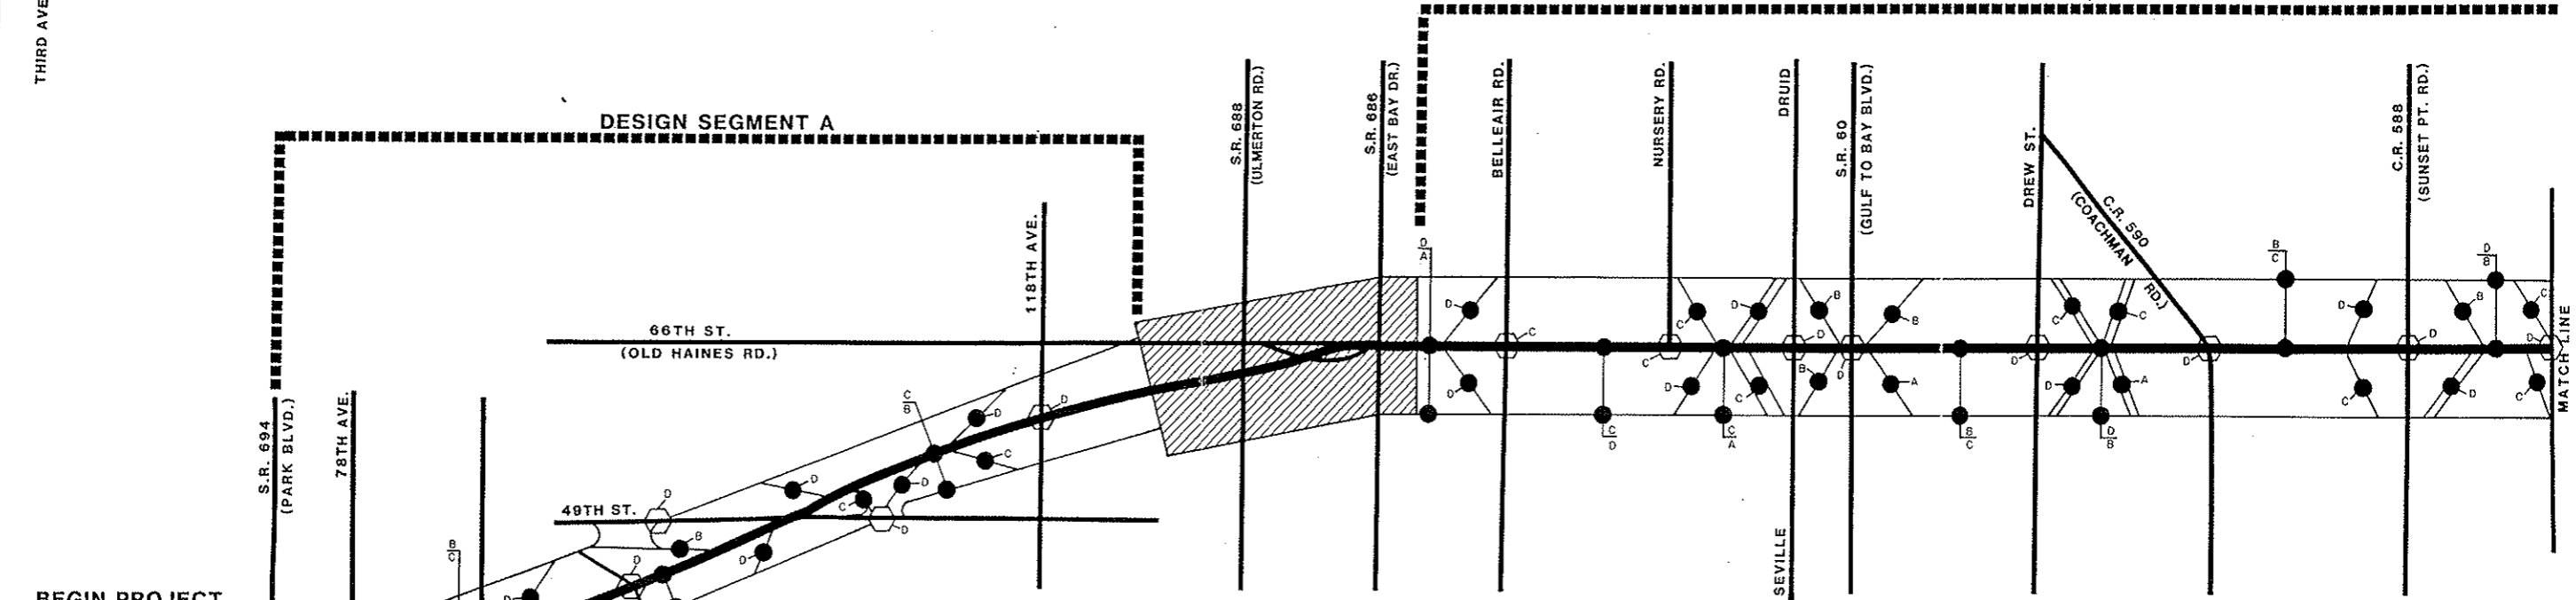 THIRD AVE
DESIGN SEGMENT A
S.R. 688
(ULMERTON RD.)
S.R. 686
(EAST BAY DR.)
BELLEAIR RD.
NURSERY RD.
DRUID
S.R. 60
(GULF TO BAY BLVD.)
DREW ST.
C.R. 590
(COACHMAN RD.)
C.R. 588
(SUNSET PT. RD.)
MATCH LINE
118TH AVE.
66TH ST.
(OLD HAINES RD.)
S.R. 694
(PARK BLVD.)
78TH AVE.
49TH ST.
SEVILLE
BEGIN PROJECT
D
A
D
D
C
C
D
C
C
D
C
A
D
C
B
B
D
D
B
A
B
C
D
C
C
D
A
D
B
D
B
C
D
C
D
B
D
D
B
C
D
C
C
B
D
C
D
D
C
D
D
D
B
D
D
B
C
D